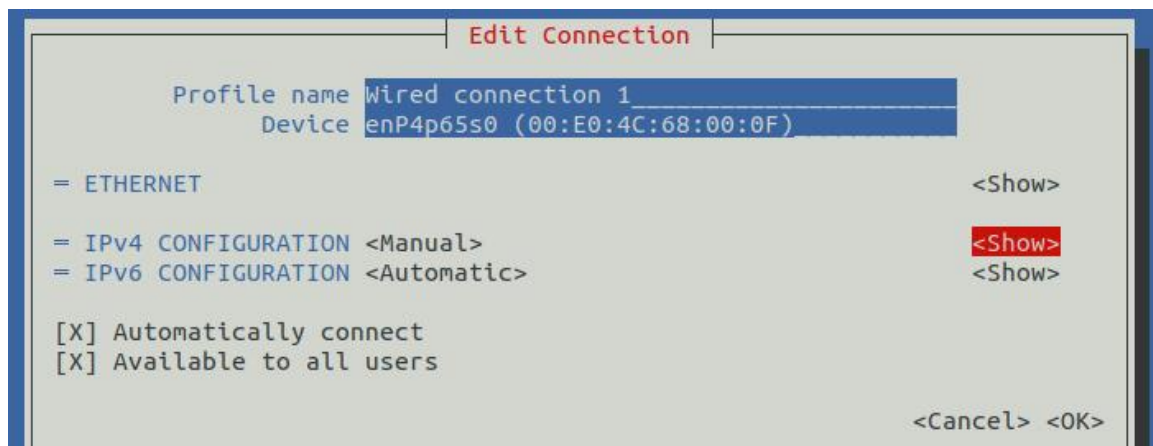 Edit Connection
Profile name Wired connection 1
Device enP4p65s0 (00:E0:4C:68:00:0F)
= ETHERNET <Show>
= IPv4 CONFIGURATION <Manual> <Show>
= IPv6 CONFIGURATION <Automatic> <Show>
[X] Automatically connect
[X] Available to all users
<Cancel> <OK>